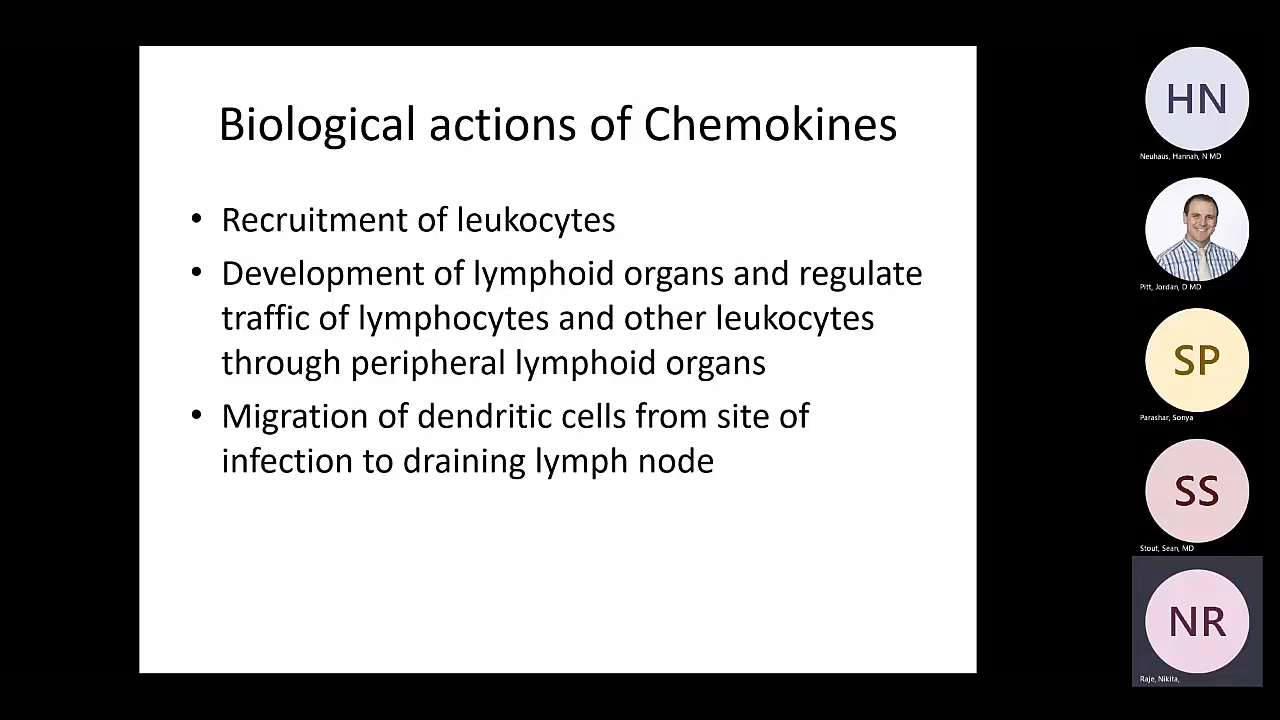 Biological actions of Chemokines
• Recruitment of leukocytes
• Development of lymphoid organs and regulate
traffic of lymphocytes and other leukocytes
through peripheral lymphoid organs
• Migration of dendritic cells from site of
infection to draining lymph node
HN
Neuhaus, Hannah, N MD
Pitt, Jordan, D MD
SP
Parashar, Sonya
SS
Stout, Sean, MD
NR
Raje, Nikita,